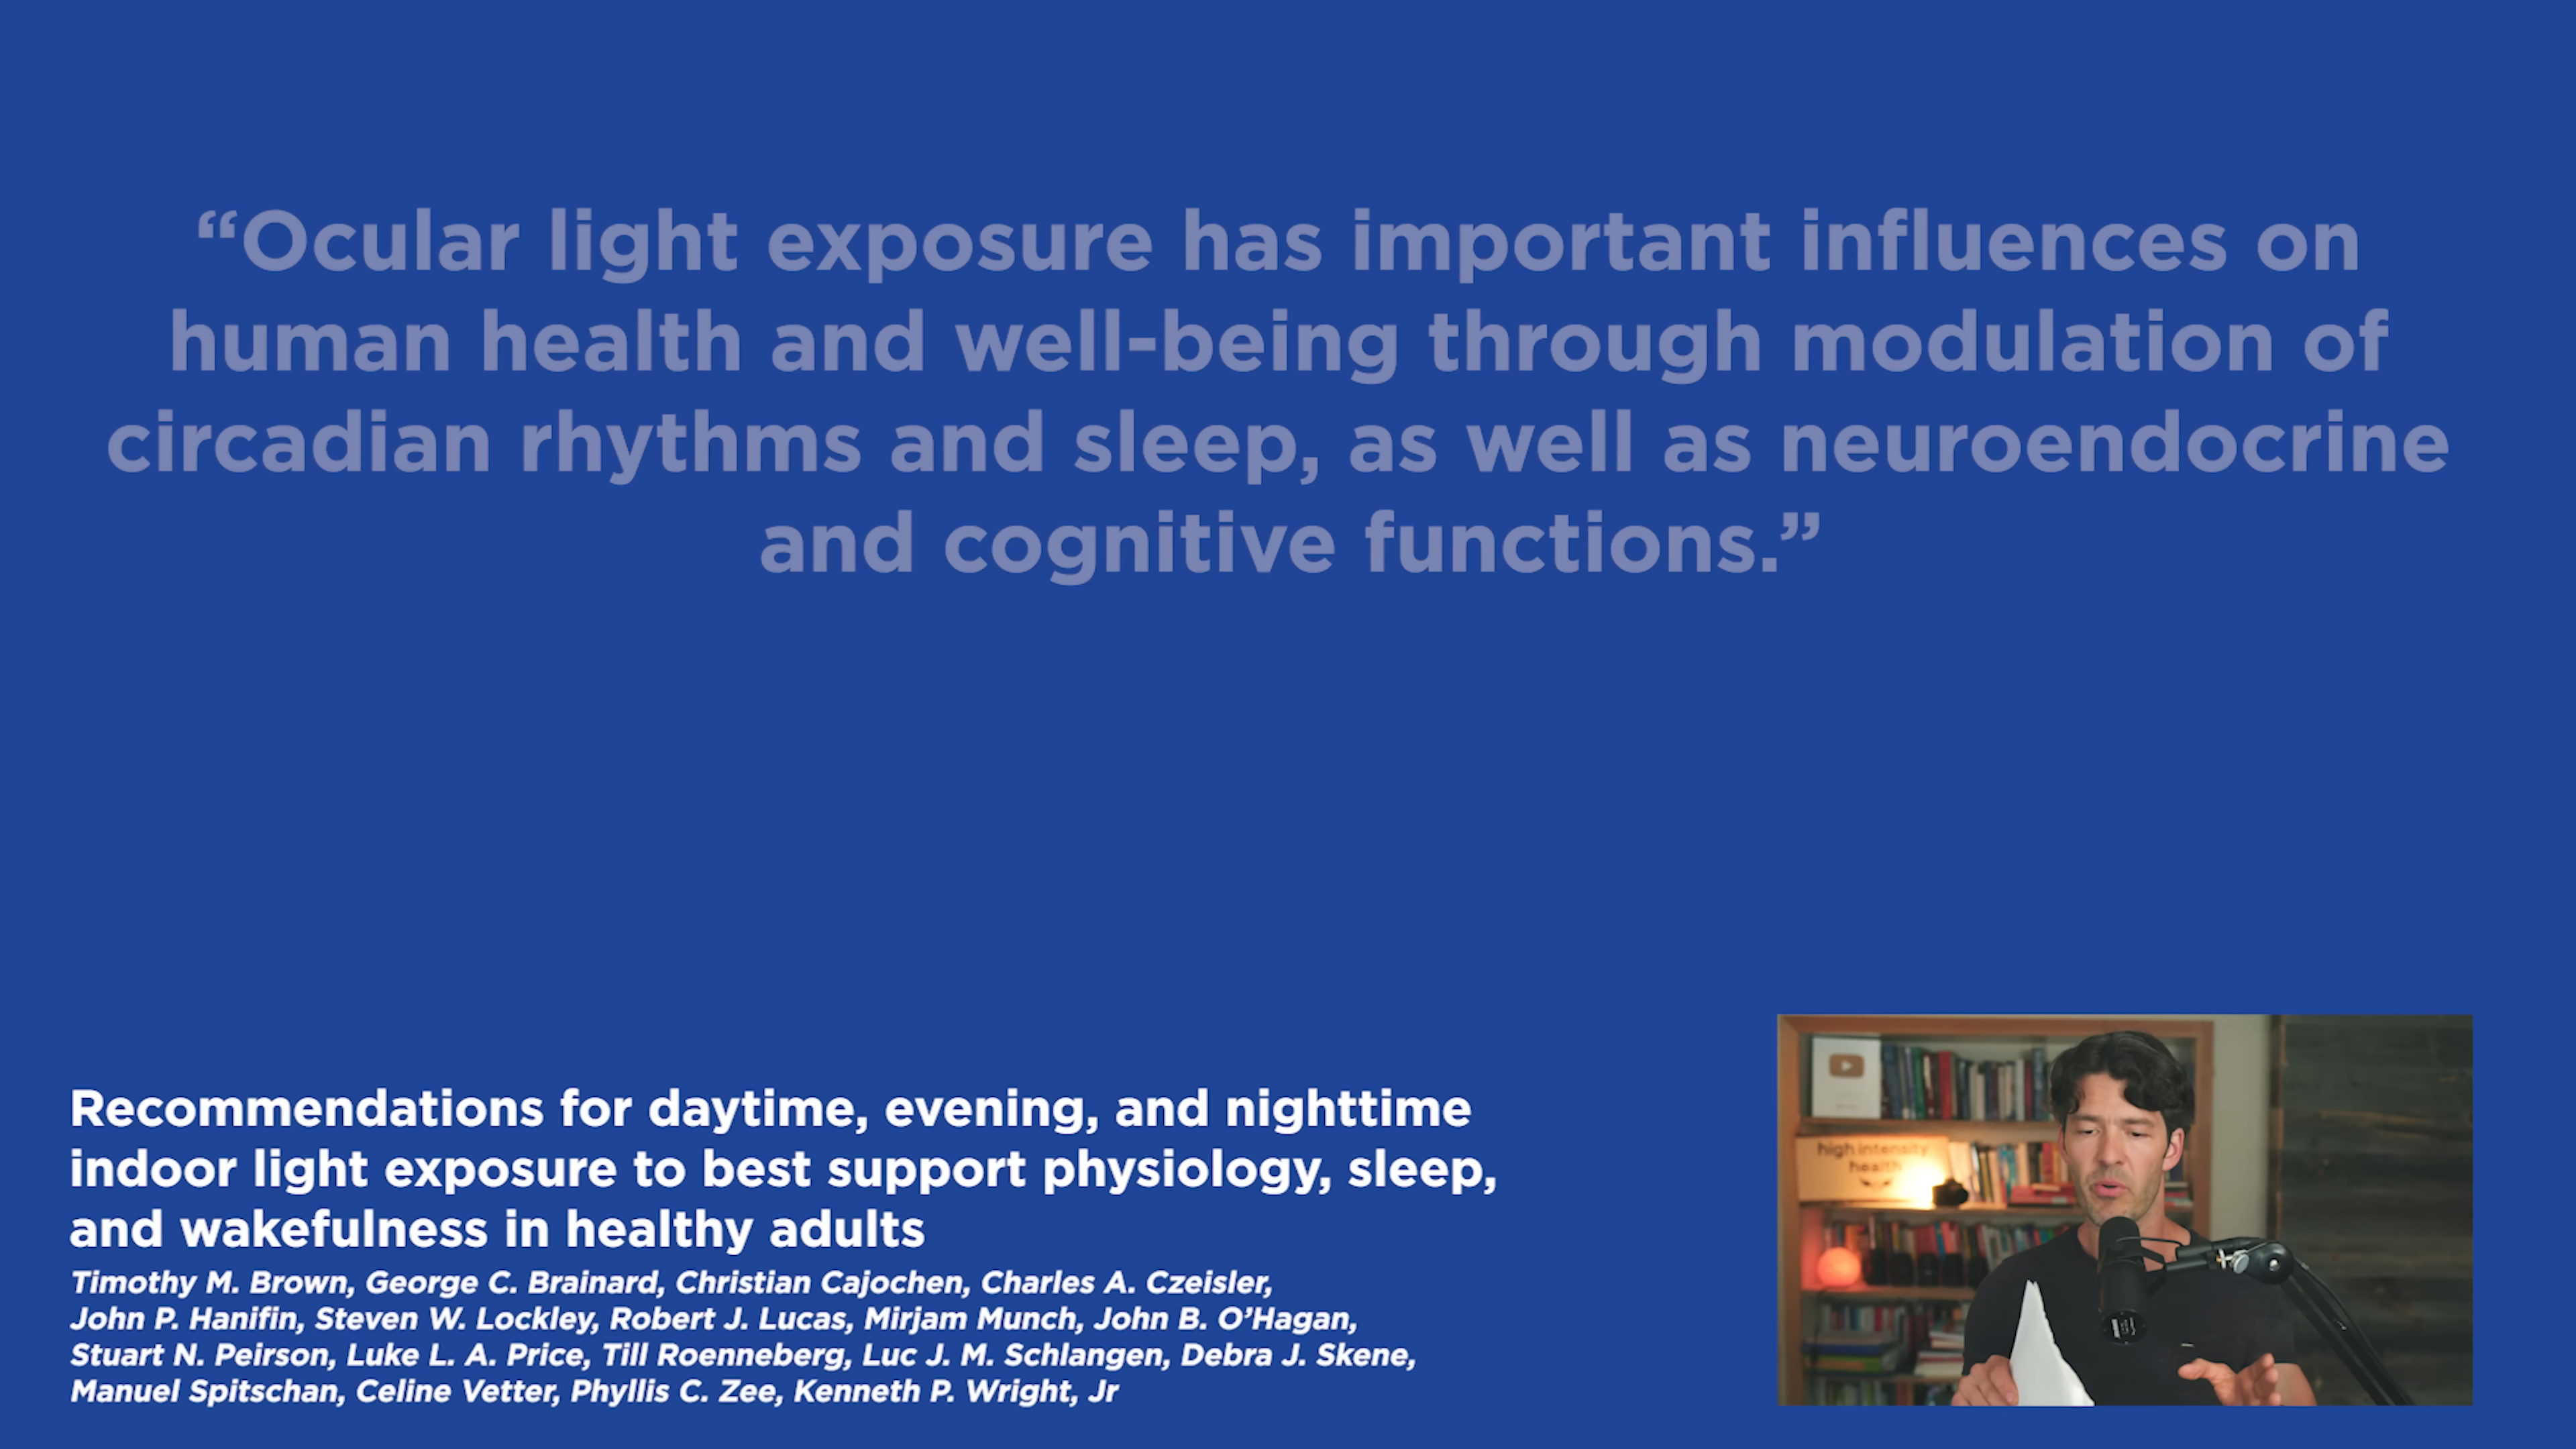 “Ocular light exposure has important influences on
human health and well-being through modulation of
circadian rhythms and sleep, as well as neuroendocrine
and cognitive functions.”
Recommendations for daytime, evening, and nighttime
indoor light exposure to best support physiology, sleep,
and wakefulness in healthy adults
Timothy M. Brown, George C. Brainard, Christian Cajochen, Charles A. Czeisler,
John P. Hanifin, Steven W. Lockley, Robert J. Lucas, Mirjam Munch, John B. O’Hagan,
Stuart N. Peirson, Luke L. A. Price, Till Roenneberg, Luc J. M. Schlangen, Debra J. Skene,
Manuel Spitschan, Celine Vetter, Phyllis C. Zee, Kenneth P. Wright, Jr
high intensity
health